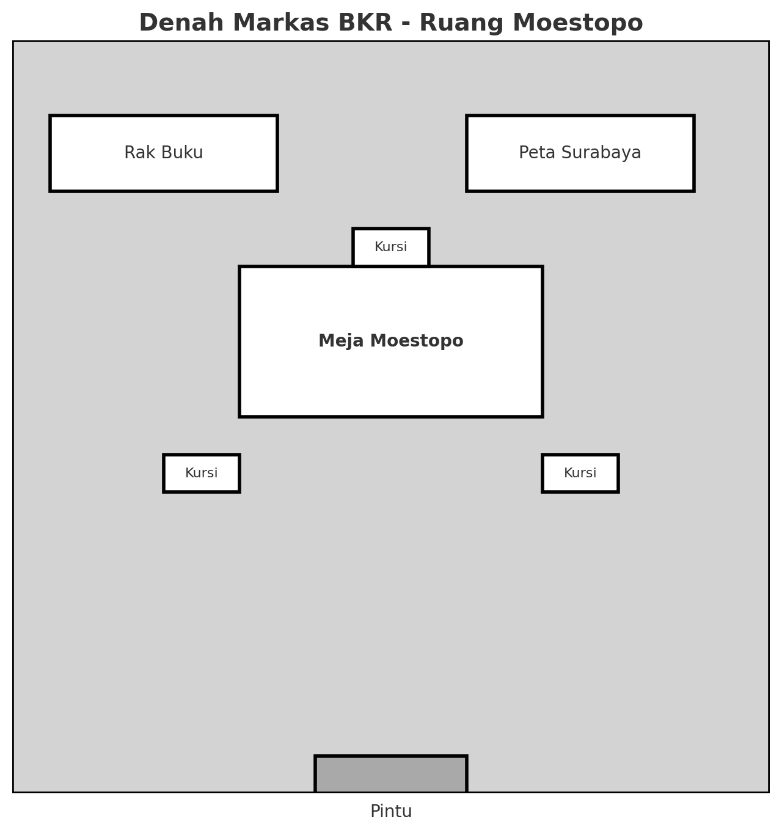 Denah Markas BKR - Ruang Moestopo
Rak Buku
Peta Surabaya
Kursi
Meja Moestopo
Kursi
Kursi
Pintu